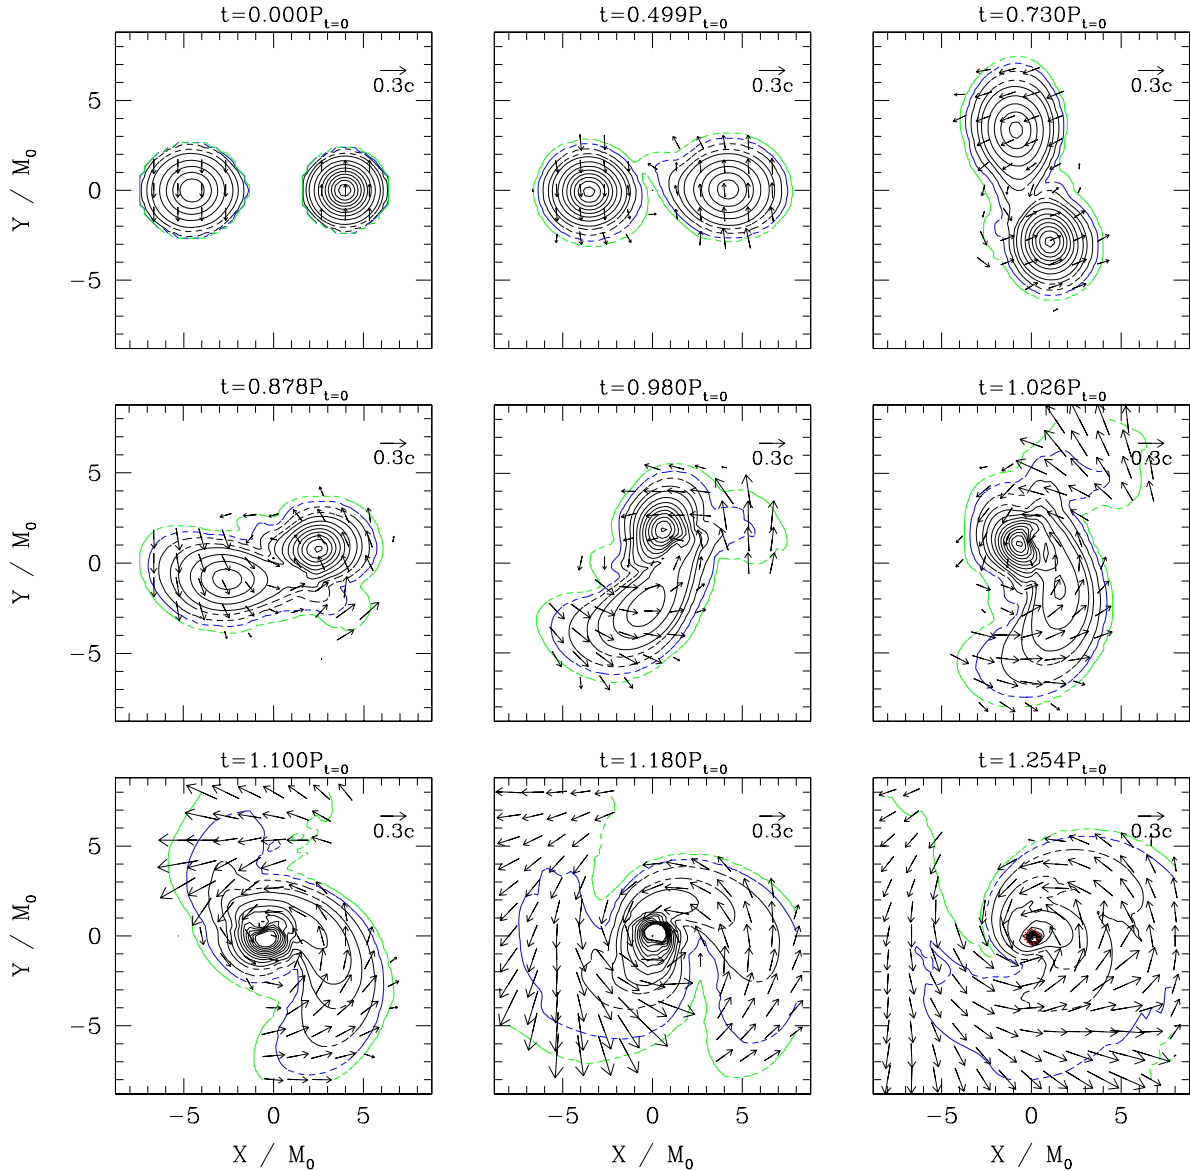 t=0.000P_{t=0} t=0.499P_{t=0} t=0.730P_{t=0}
0.3c 0.3c 0.3c
5
Y / M_0
0
−5
t=0.878P_{t=0} t=0.980P_{t=0} t=1.026P_{t=0}
0.3c 0.3c 0.3c
5
Y / M_0
0
−5
t=1.100P_{t=0} t=1.180P_{t=0} t=1.254P_{t=0}
0.3c 0.3c 0.3c
5
Y / M_0
0
−5
−5 0 5 −5 0 5 −5 0 5
X / M_0 X / M_0 X / M_0